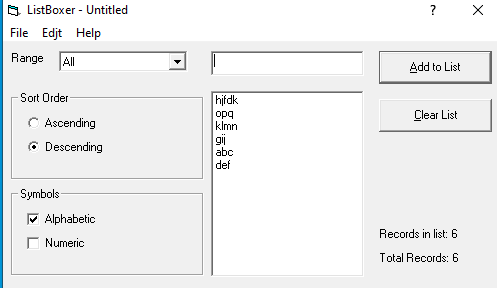 ListBoxer - Untitled
?
File Edit Help
Range
All
Add to List
Sort Order
Ascending
Descending
hjfdk
opq
klmn
gij
abc
def
Clear List
Symbols
Alphabetic
Numeric
Records in list: 6
Total Records: 6